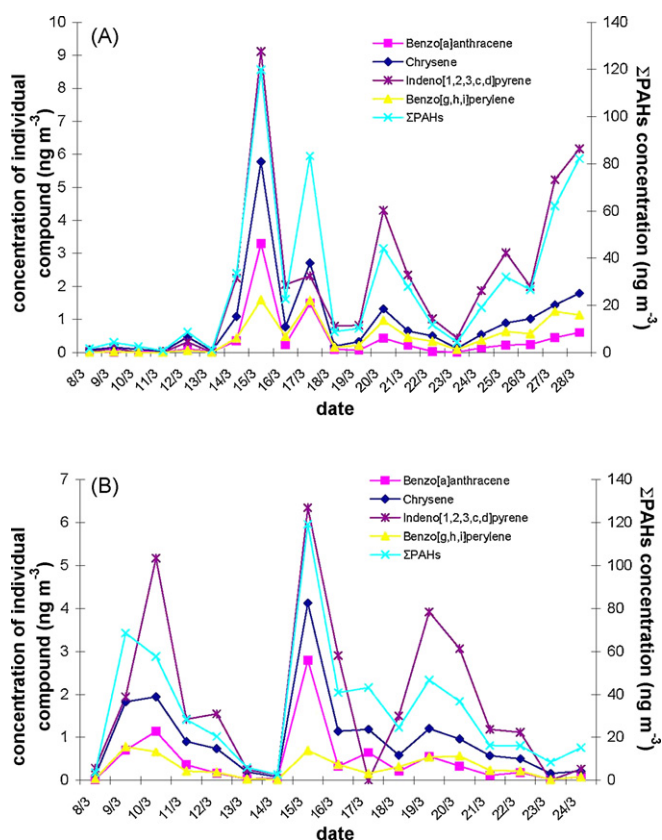 (A)
10
9
8
7
6
5
4
3
2
1
0
concentration of individual
compound (ng m⁻³)
Benzo[a]anthracene
Chrysene
Indeno[1,2,3,c,d]pyrene
Benzo[g,h,i]perylene
ΣPAHs
140
120
100
80
60
40
20
0
ΣPAHs concentration (ng m⁻³)
8/3 9/3 10/3 11/3 12/3 13/3 14/3 15/3 16/3 17/3 18/3 19/3 20/3 21/3 22/3 23/3 24/3 25/3 26/3 27/3 28/3
date
(B)
7
6
5
4
3
2
1
0
concentration of individual
compound (ng m⁻³)
Benzo[a]anthracene
Chrysene
Indeno[1,2,3,c,d]pyrene
Benzo[g,h,i]perylene
ΣPAHs
140
120
100
80
60
40
20
0
ΣPAHs concentration (ng m⁻³)
8/3 9/3 10/3 11/3 12/3 13/3 14/3 15/3 16/3 17/3 18/3 19/3 20/3 21/3 22/3 23/3 24/3
date